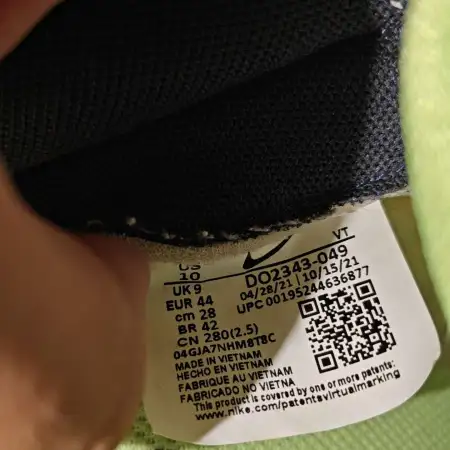 VT
US
10
UK 9
EUR 44
cm 28
BR 42
CN 280(2.5)
DO2343-049
04/28/21 | 10/15/21
UPC 00195244636877
04GJA7NHM8TBC
MADE IN VIETNAM
HECHO EN VIETNAM
FABRIQUE AU VIETNAM
FABRICADO NO VIETNA
This product is covered by one or more patents:
www.nike.com/patentsvirtualmarking